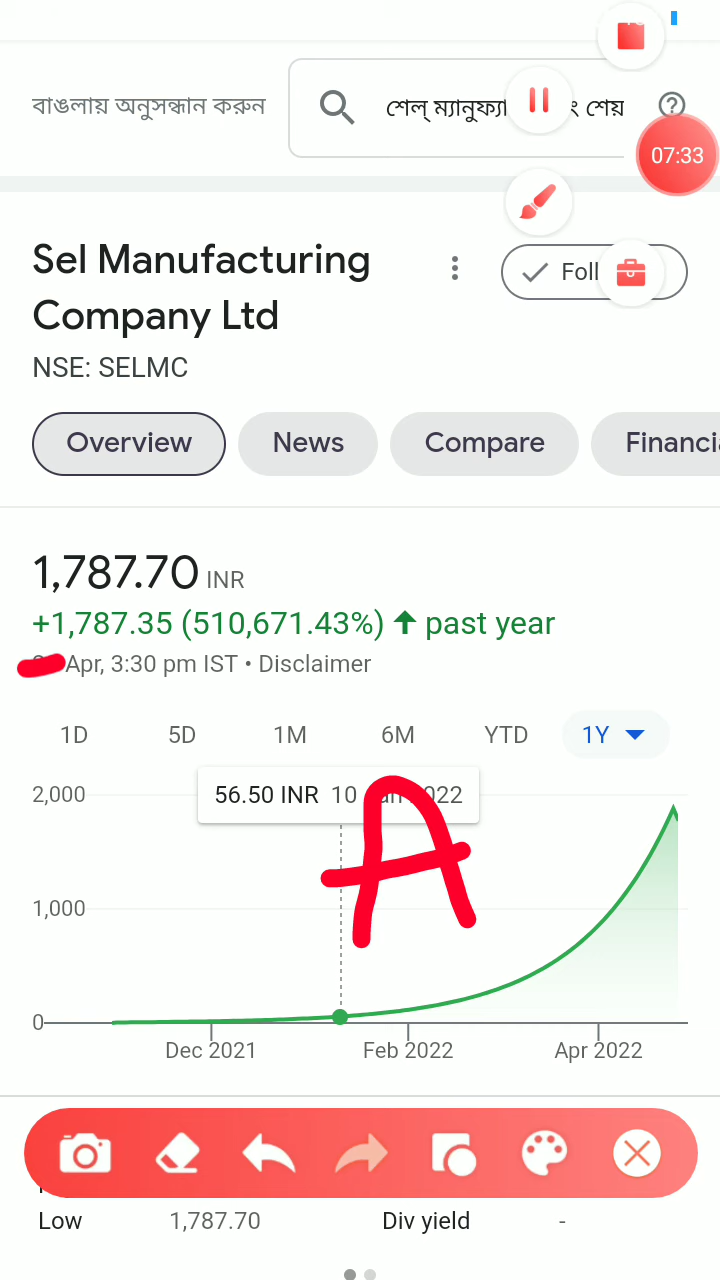 বাঙলায় অনুসন্ধান করুন
শেল্ ম্যানুফ্যা ং শেয়
07:33
Sel Manufacturing
Company Ltd
Foll
NSE: SELMC
Overview News Compare Financi
1,787.70 INR
+1,787.35 (510,671.43%) ↑ past year
Apr, 3:30 pm IST • Disclaimer
1D 5D 1M 6M YTD 1Y
56.50 INR 10 2022
A
2,000
1,000
0
Dec 2021 Feb 2022 Apr 2022
Low 1,787.70 Div yield -